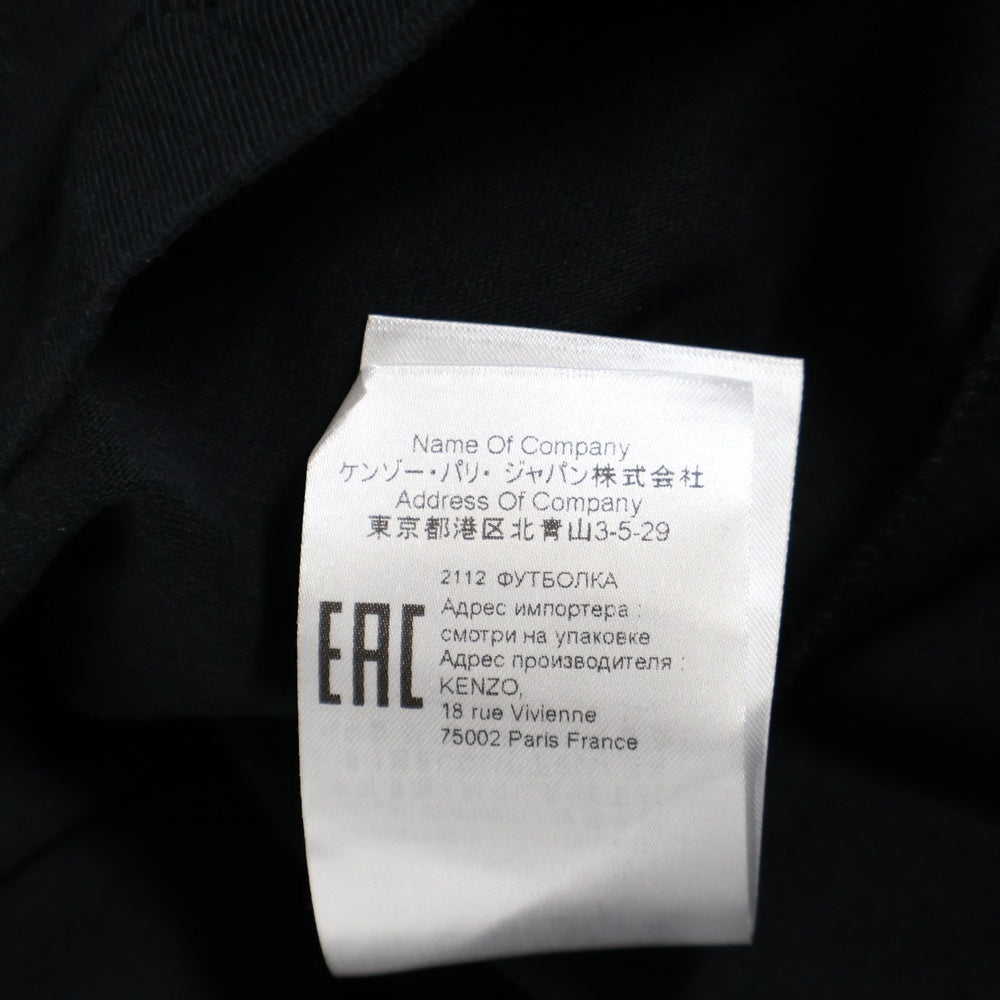 Name Of Company
ケンゾー・パリ・ジャパン株式会社
Address Of Company
東京都港区北青山3-5-29
2112 ФУТБОЛКА
Адрес импортера :
смотри на упаковке
Адрес производителя :
KENZO,
18 rue Vivienne
75002 Paris France
EAC